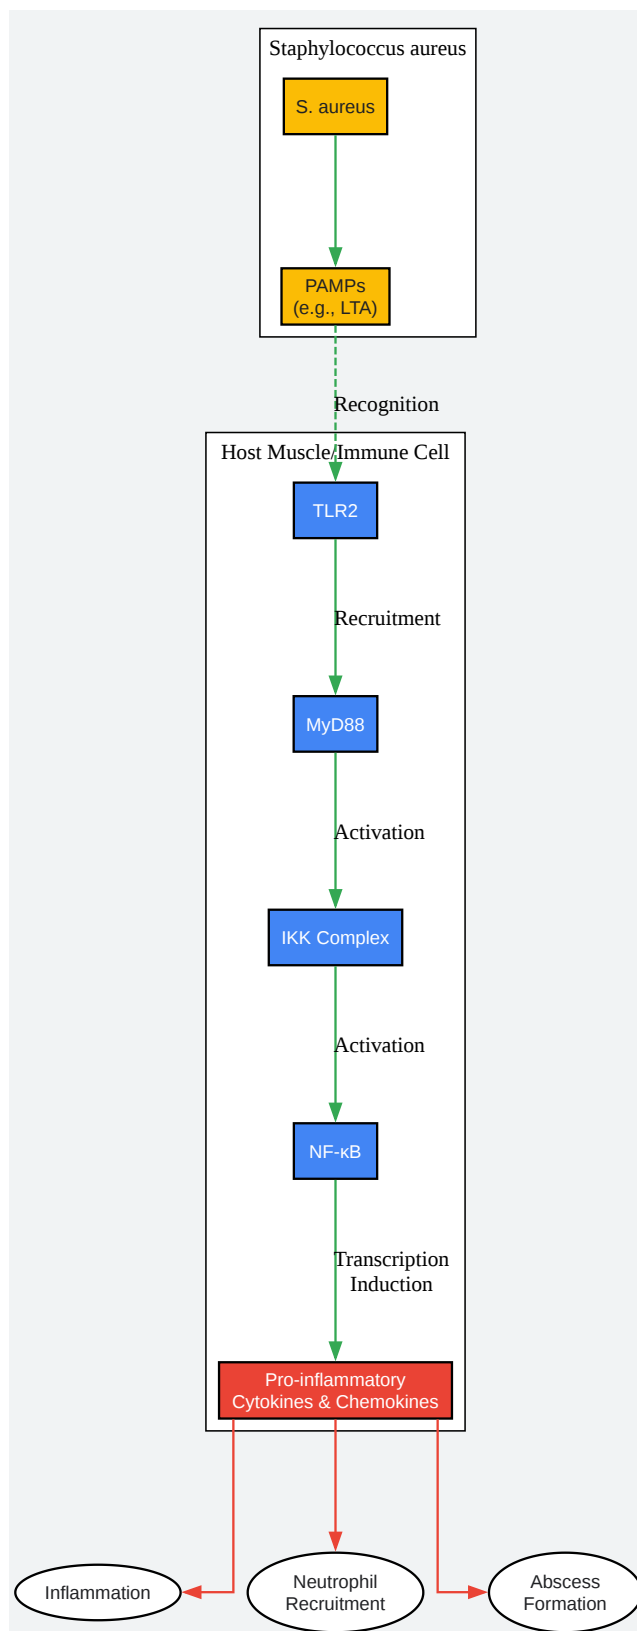 Staphylococcus aureus
S. aureus
PAMPs
(e.g., LTA)
Recognition
Host Muscle/Immune Cell
TLR2
Recruitment
MyD88
Activation
IKK Complex
Activation
NF-κB
Transcription
Induction
Pro-inflammatory
Cytokines & Chemokines
Inflammation
Neutrophil
Recruitment
Abscess
Formation